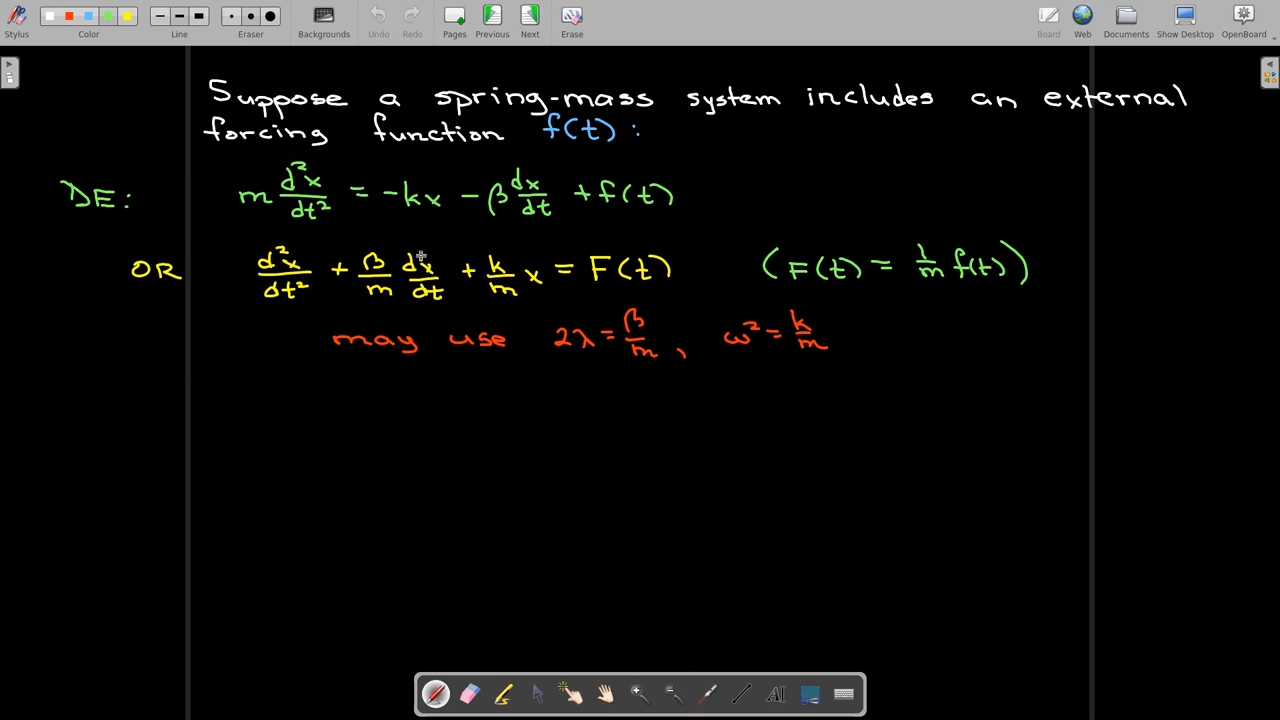 Stylus Color Line Eraser Backgrounds Undo Redo Pages Previous Next Erase Board Web Documents Show Desktop OpenBoard
Suppose a spring-mass system includes an external
forcing function f(t):
DE: m d²x/dt² = -kx - β dx/dt + f(t)
OR d²x/dt² + β/m dx/dt + k/m x = F(t) (F(t) = 1/m f(t))
may use 2λ = β/m, ω² = k/m
AI